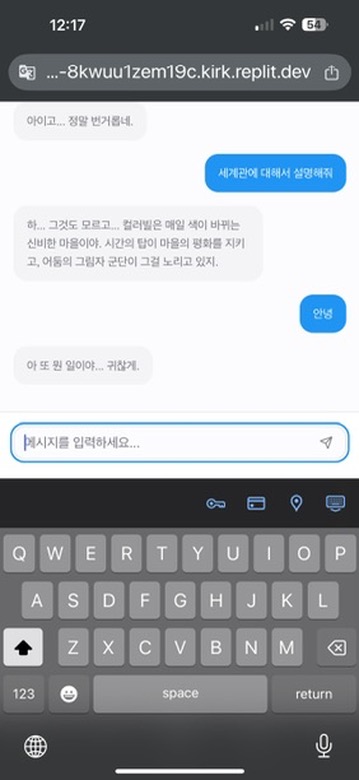 12:17
54
...-8kwuu1zem19c.kirk.replit.dev
아이고... 정말 번거롭네.
세계관에 대해서 설명해줘
하... 그것도 모르고... 컬러빌은 매일 색이 바뀌는
신비한 마을이야. 시간의 탑이 마을의 평화를 지키
고, 어둠의 그림자 군단이 그걸 노리고 있지.
안녕
아 또 뭔 일이야... 귀찮게.
메시지를 입력하세요...
Q W E R T Y U I O P
A S D F G H J K L
Z X C V B N M
123 space return